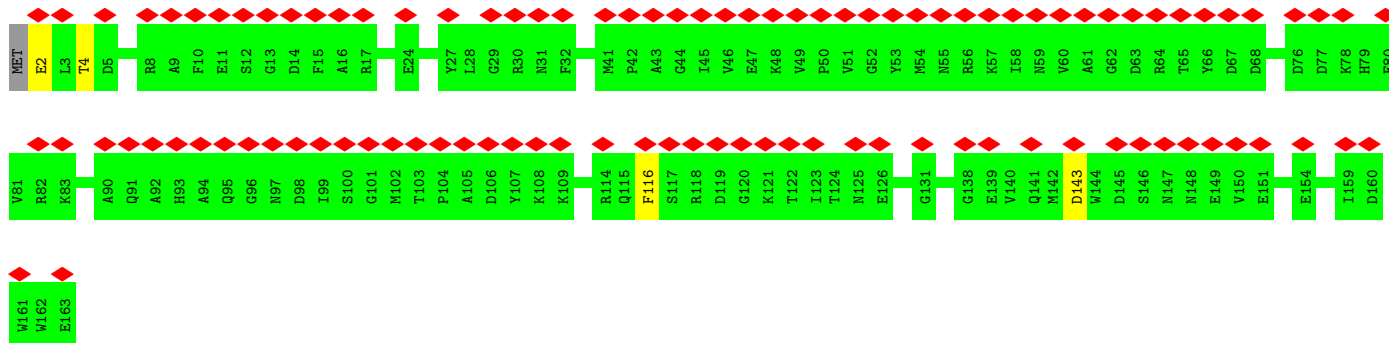 MET E2 L3 T4 D5 R8 A9 F10 E11 S12 G13 D14 F15 A16 R17 E24 Y27 L28 G29 R30 N31 F32 M41 P42 A43 G44 I45 V46 E47 K48 V49 P50 V51 G52 Y53 M54 N55 R56 K57 I58 N59 V60 A61 G62 D63 R64 T65 Y66 D67 D68 D76 D77 K78 H79
V81 R82 K83 A90 Q91 A92 H93 A94 Q95 G96 N97 D98 I99 S100 G101 M102 T103 P104 A105 D106 Y107 K108 K109 R114 Q115 F116 S117 R118 D119 G120 K121 T122 I123 T124 N125 E126 G131 G138 E139 V140 Q141 M142 D143 W144 D145 S146 N147 N148 E149 V150 E151 E154 I159 D160
W161 W162 E163